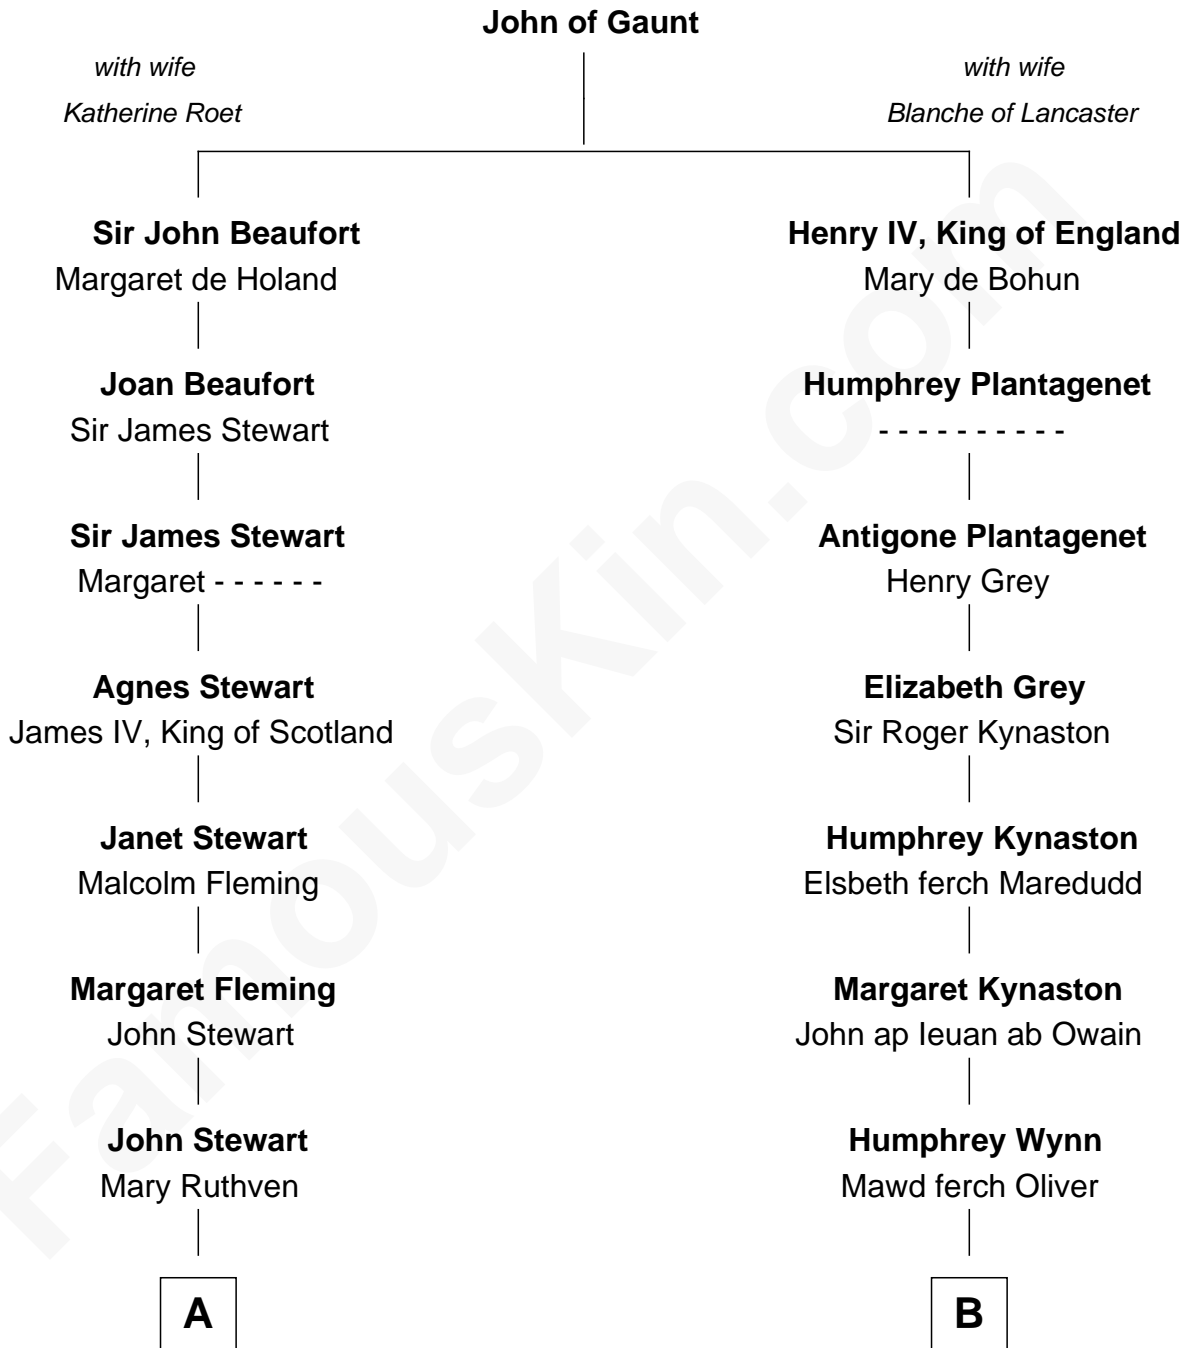 John of Gaunt
with wife
Katherine Roet
with wife
Blanche of Lancaster
Sir John Beaufort
Margaret de Holand
Henry IV, King of England
Mary de Bohun
Joan Beaufort
Sir James Stewart
Humphrey Plantagenet
- - - - - - - - - -
Sir James Stewart
Margaret - - - - - -
Antigone Plantagenet
Henry Grey
Agnes Stewart
James IV, King of Scotland
Elizabeth Grey
Sir Roger Kynaston
Janet Stewart
Malcolm Fleming
Humphrey Kynaston
Elsbeth ferch Maredudd
Margaret Fleming
John Stewart
Margaret Kynaston
John ap Ieuan ab Owain
John Stewart
Mary Ruthven
Humphrey Wynn
Mawd ferch Oliver
A
B
FamousKin.com